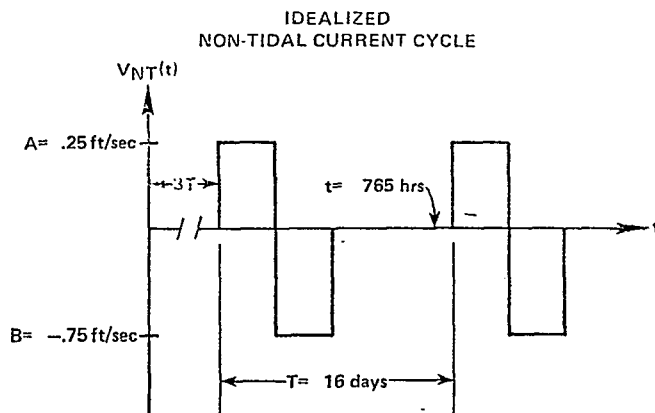 IDEALIZED
NON-TIDAL CURRENT CYCLE
VNT(t)
A= .25 ft/sec
3T
t= 765 hrs
t
B= -.75 ft/sec
T= 16 days